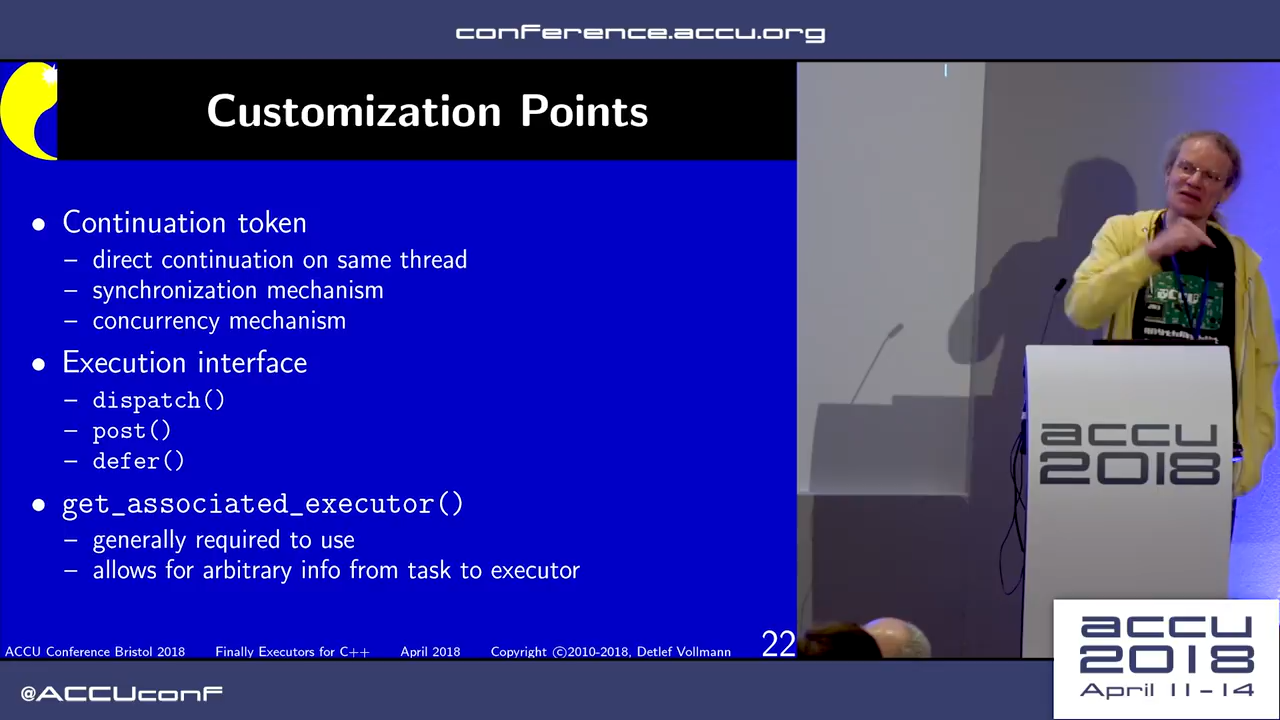 conference.accu.org
Customization Points
• Continuation token
– direct continuation on same thread
– synchronization mechanism
– concurrency mechanism
• Execution interface
– dispatch()
– post()
– defer()
• get_associated_executor()
– generally required to use
– allows for arbitrary info from task to executor
ACCU Conference Bristol 2018 Finally Executors for C++ April 2018 Copyright ©2010-2018, Detlef Vollmann 22
accu
accu
2018
accu
2018
April 11-14
@ACCUconf